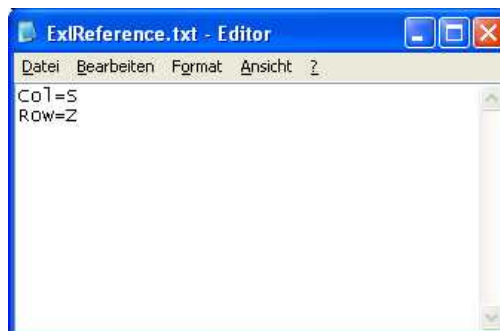 ExlReference.txt - Editor
Datei Bearbeiten Format Ansicht ?
Col=S
Row=Z